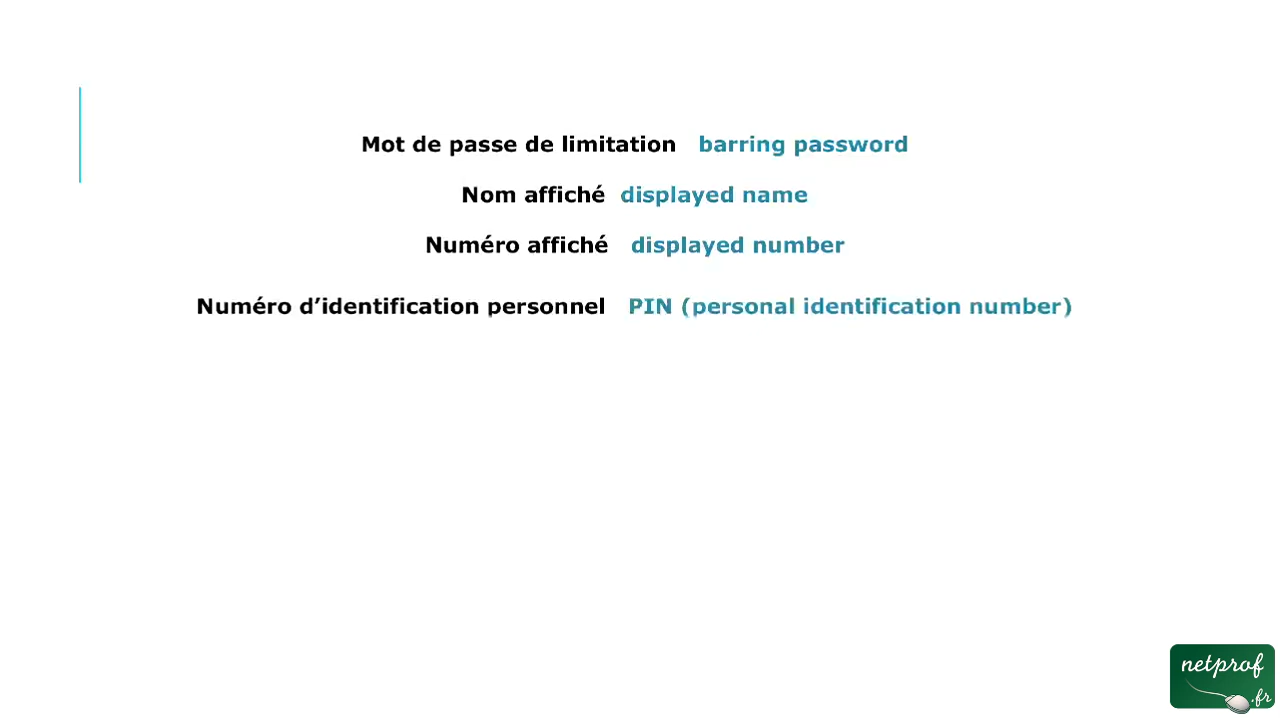 Mot de passe de limitation barring password
Nom affiché displayed name
Numéro affiché displayed number
Numéro d’identification personnel PIN (personal identification number)
netprof
.fr